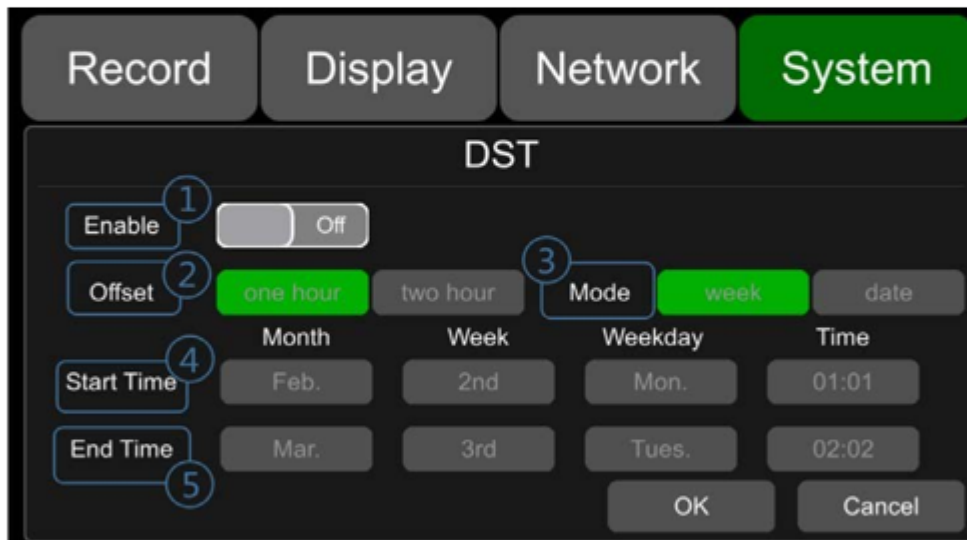 Record Display Network System
DST
Enable ① Off
Offset ② one hour two hour ③ Mode week date
Month Week Weekday Time
Start Time ④ Feb. 2nd Mon. 01:01
End Time ⑤ Mar. 3rd Tues. 02:02
OK Cancel